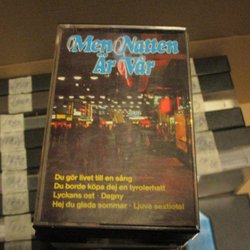 Men Natten
Är Vår
Du gör livet till en sång
Du borde köpa dej en tyrolerhatt
Lyckans ost · Dagny
Hej du glada sommar · Ljuva sextiotal